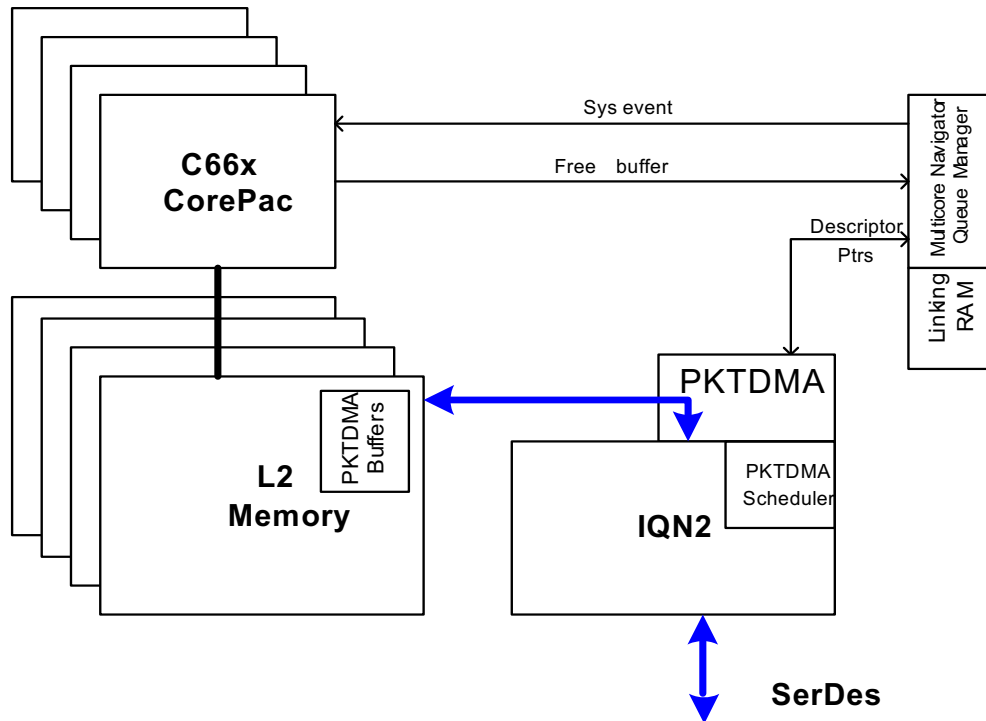 Sys event
C66x
CorePac
Free buffer
Multicore Navigator
Queue Manager
Descriptor
Ptrs
Linking
RAM
PKTDMA
PKTDMA
Buffers
L2
Memory
PKTDMA
Scheduler
IQN2
SerDes